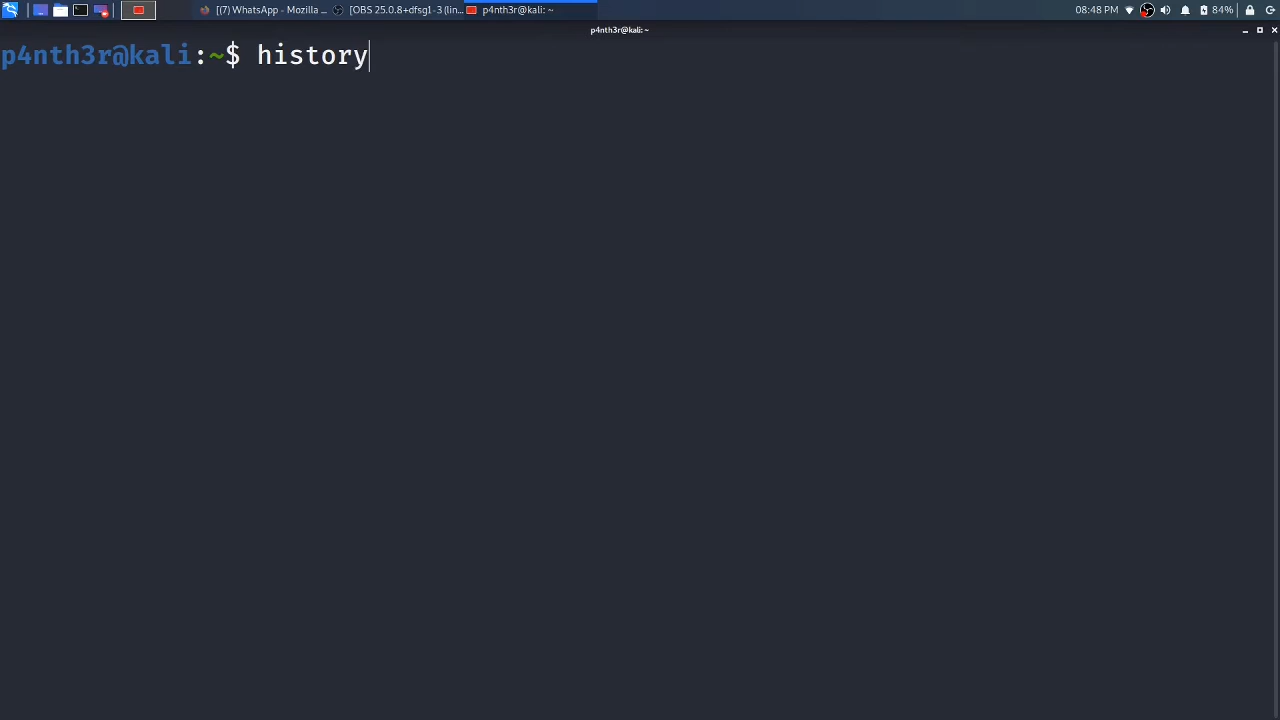 [(7) WhatsApp - Mozilla ...
[OBS 25.0.8+dfsg1-3 (lin...
p4nth3r@kali: ~
08:48 PM
84%
p4nth3r@kali: ~
p4nth3r@kali:~$ history